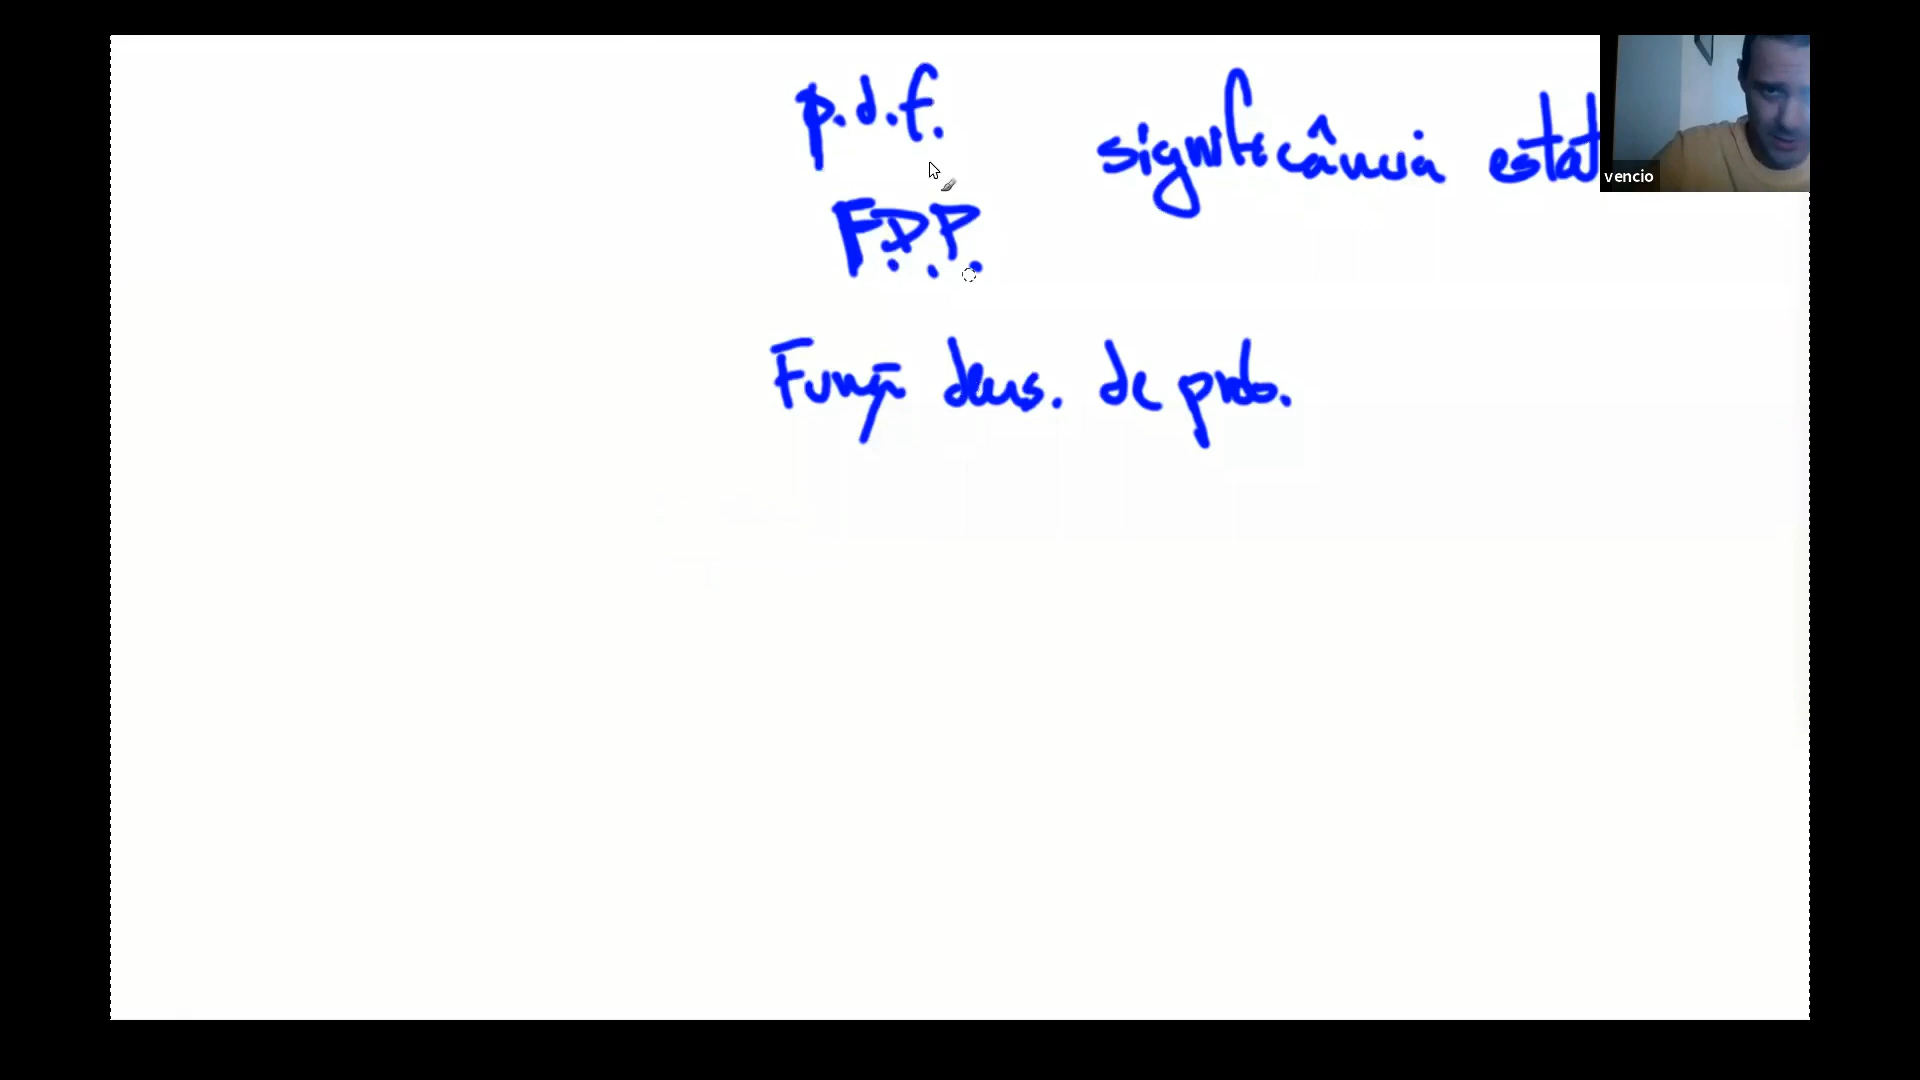 p.d.f. significância estat
vencio
F.D.P.
Função dens. de prob.